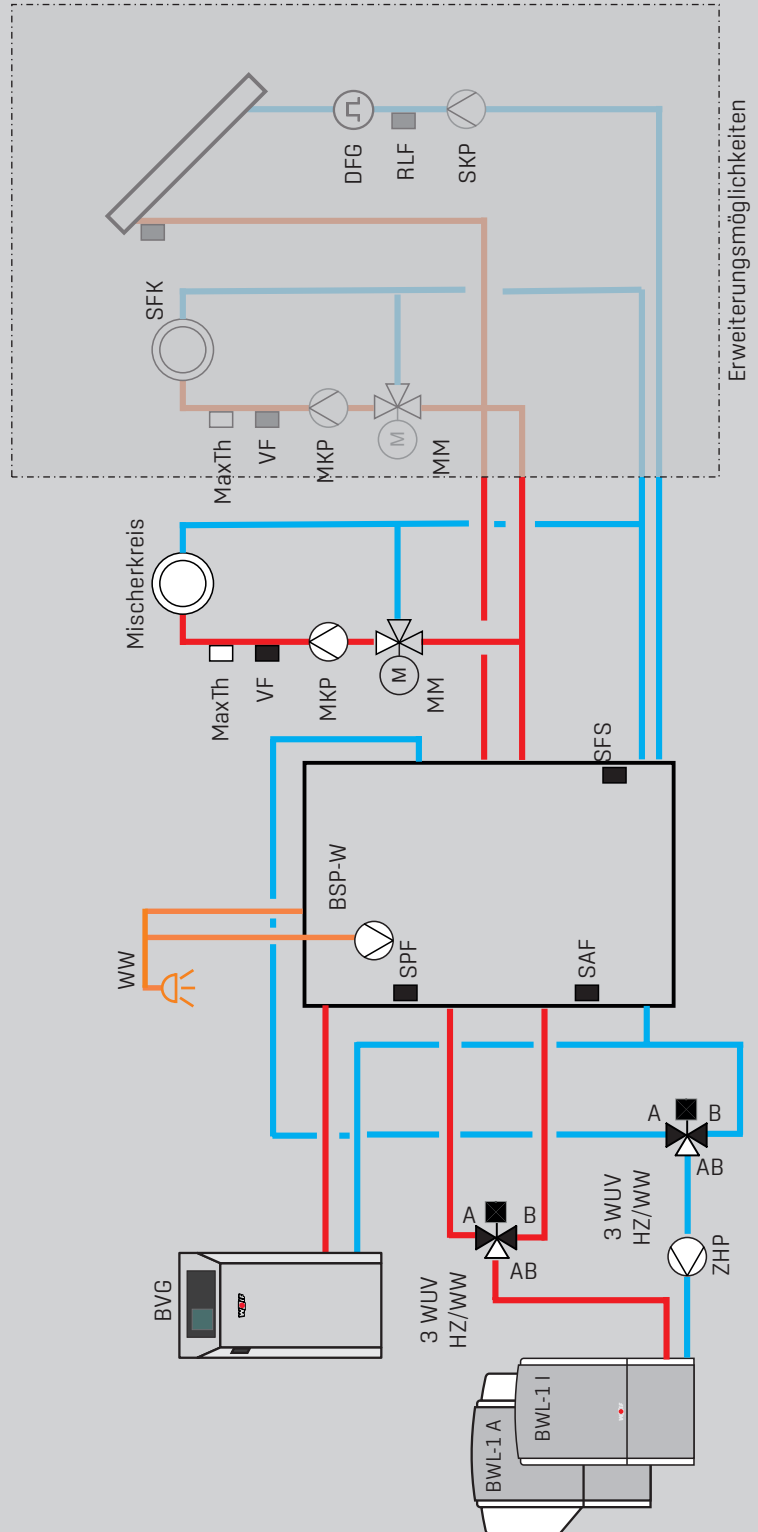 WW
Mischerkreis
BVG
SFK
MaxTh
MaxTh
WOLF
VF
VF
MKP
MKP
BSP-W
DFG
SPF
RLF
M
M
3 WUV
HZ/WW
MM
MM
SKP
A
B
AB
BWL-1 A
BWL-1 I
SAF
SFS
3 WUV
HZ/WW
A
B
AB
ZHP
Erweiterungsmöglichkeiten